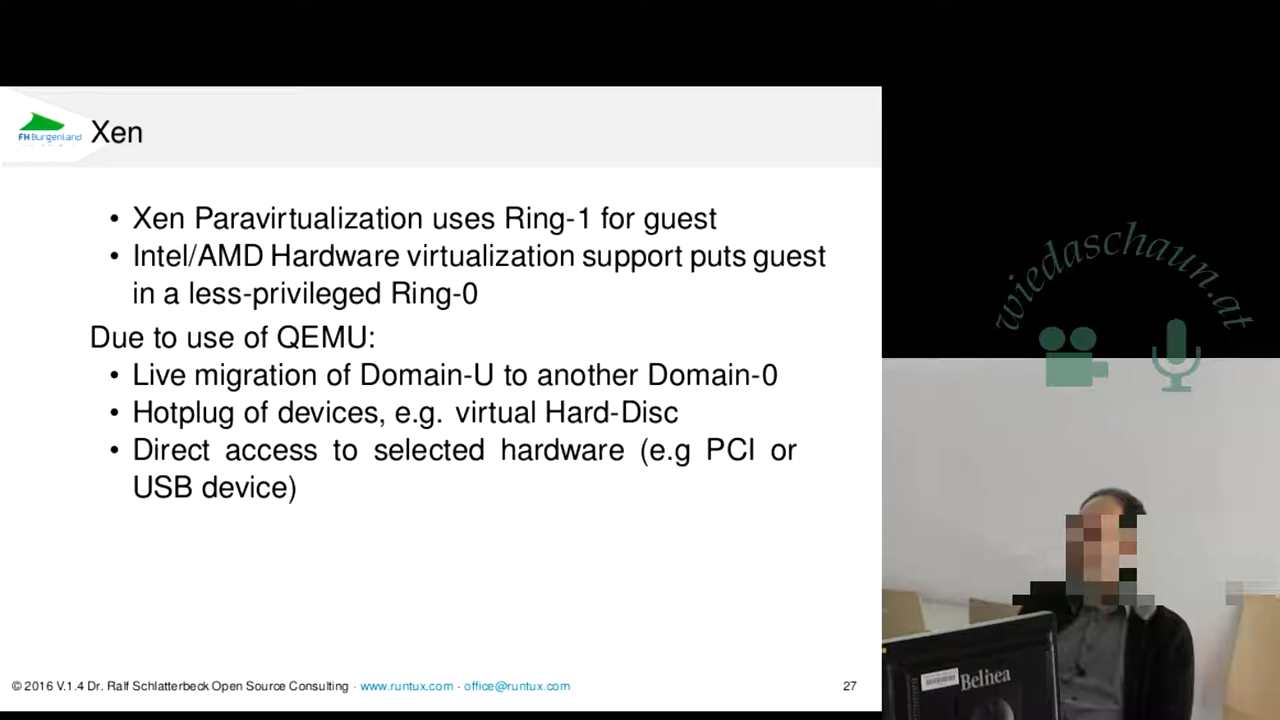 FH Burgenland
Xen
• Xen Paravirtualization uses Ring-1 for guest
• Intel/AMD Hardware virtualization support puts guest
in a less-privileged Ring-0
Due to use of QEMU:
• Live migration of Domain-U to another Domain-0
• Hotplug of devices, e.g. virtual Hard-Disc
• Direct access to selected hardware (e.g PCI or
USB device)
© 2016 V.1.4 Dr. Ralf Schlatterbeck Open Source Consulting · www.runtux.com · office@runtux.com
27
wiedaschaun.at
Belinea